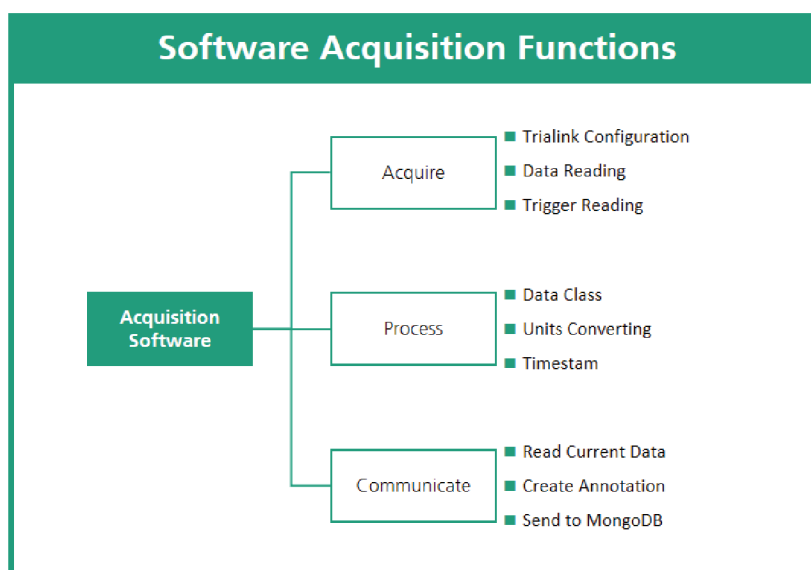 Software Acquisition Functions
Acquisition
Software
Acquire
Trialink Configuration
Data Reading
Trigger Reading
Process
Data Class
Units Converting
Timestam
Communicate
Read Current Data
Create Annotation
Send to MongoDB